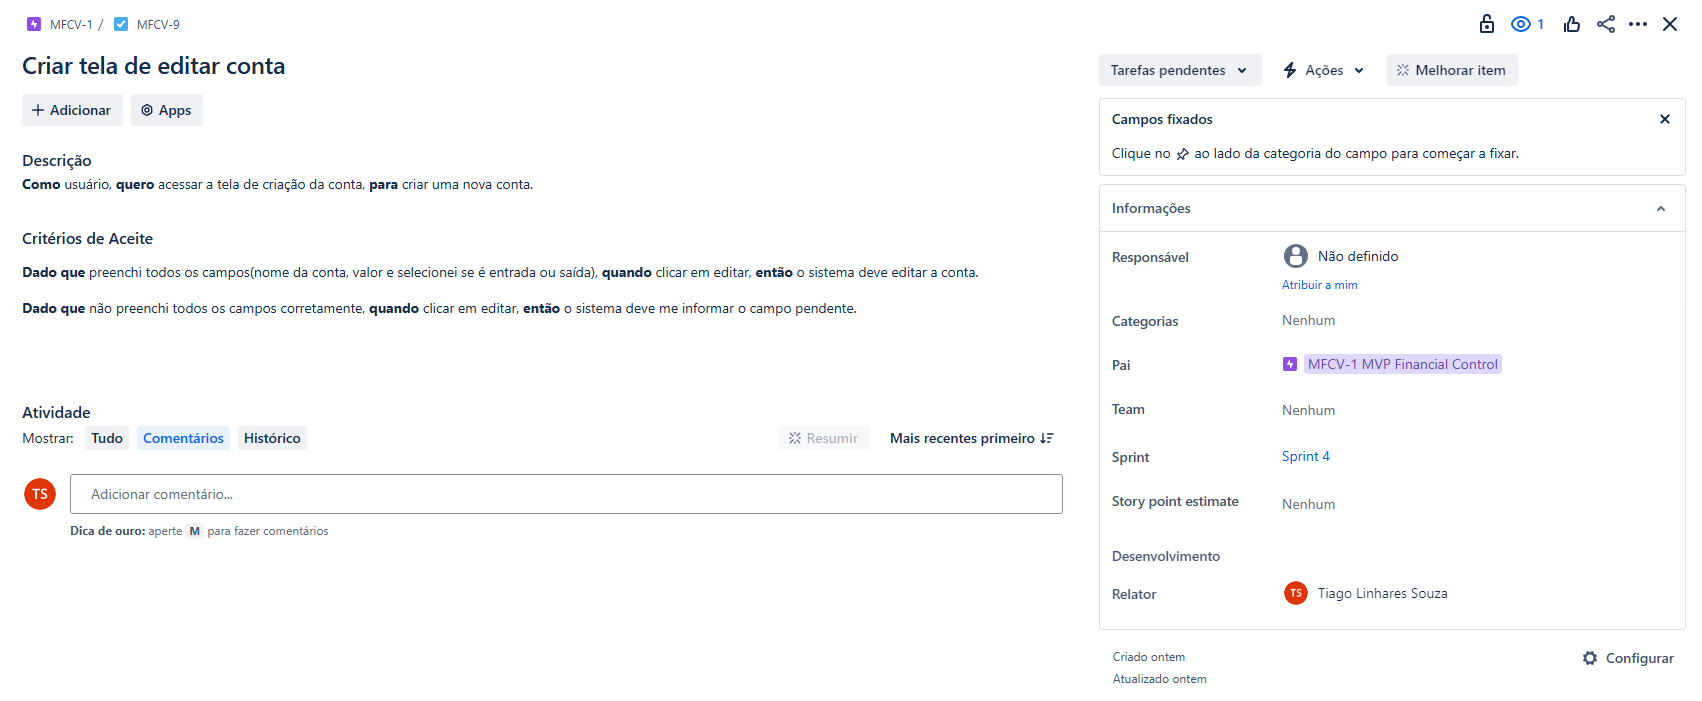 MFCV-1 / MFCV-9
1
Criar tela de editar conta
Adicionar
Apps
Descrição
Como usuário, quero acessar a tela de criação da conta, para criar uma nova conta.
Critérios de Aceite
Dado que preenchi todos os campos(nome da conta, valor e selecionei se é entrada ou saída), quando clicar em editar, então o sistema deve editar a conta.
Dado que não preenchi todos os campos corretamente, quando clicar em editar, então o sistema deve me informar o campo pendente.
Atividade
Mostrar: Tudo Comentários Histórico
Resumir Mais recentes primeiro
TS Adicionar comentário...
Dica de ouro: aperte M para fazer comentários
Tarefas pendentes Ações Melhorar item
Campos fixados
Clique no ao lado da categoria do campo para começar a fixar.
Informações
Responsável Não definido
Atribuir a mim
Categorias Nenhum
Pai MFCV-1 MVP Financial Control
Team Nenhum
Sprint Sprint 4
Story point estimate Nenhum
Desenvolvimento
Relator TS Tiago Linhares Souza
Criado ontem Configurar
Atualizado ontem